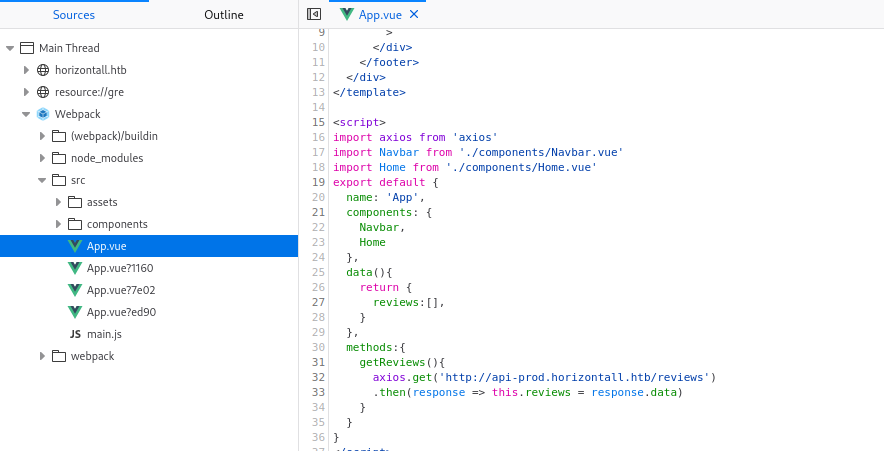 Sources
Outline
App.vue
Main Thread
horizontall.htb
resource://gre
Webpack
(webpack)/buildin
node_modules
src
assets
components
App.vue
App.vue?1160
App.vue?7e02
App.vue?ed90
JS main.js
webpack
9         >
10       </div>
11     </footer>
12   </div>
13 </template>
14
15 <script>
16 import axios from 'axios'
17 import Navbar from './components/Navbar.vue'
18 import Home from './components/Home.vue'
19 export default {
20   name: 'App',
21   components: {
22     Navbar,
23     Home
24   },
25   data(){
26     return {
27       reviews:[],
28     }
29   },
30   methods:{
31     getReviews(){
32       axios.get('http://api-prod.horizontall.htb/reviews')
33       .then(response => this.reviews = response.data)
34     }
35   }
36 }
37 </script>